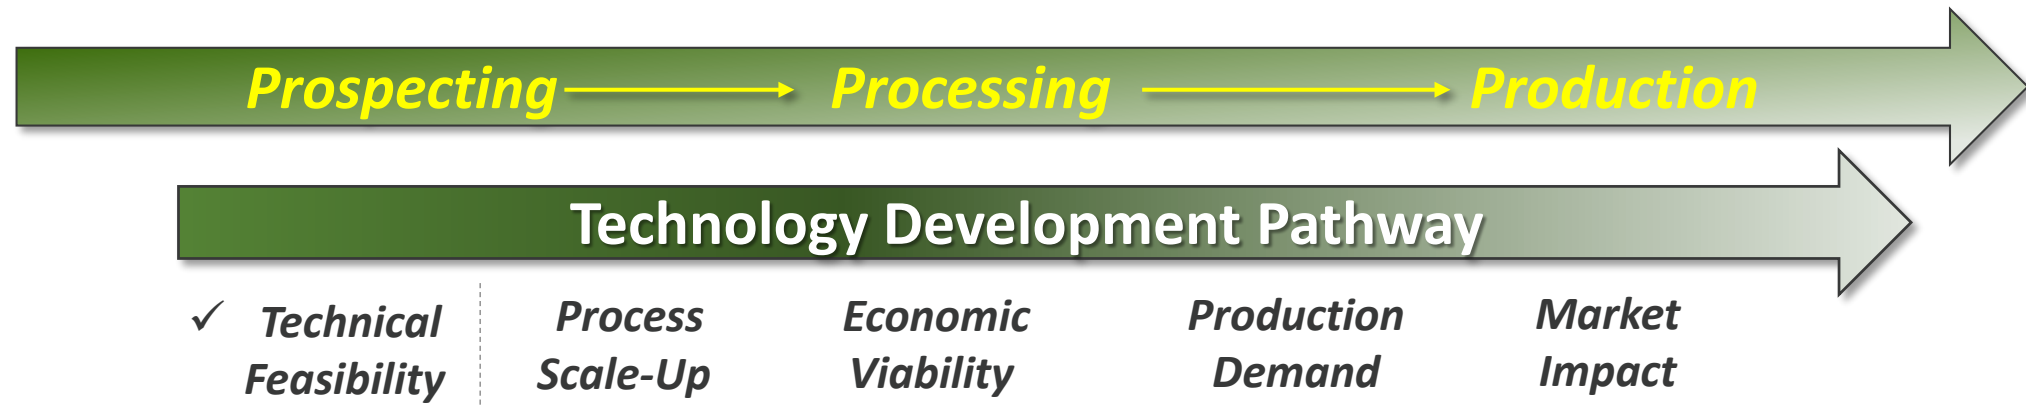 Prospecting Processing Production
Technology Development Pathway
✓ Technical Feasibility
Process Scale-Up
Economic Viability
Production Demand
Market Impact